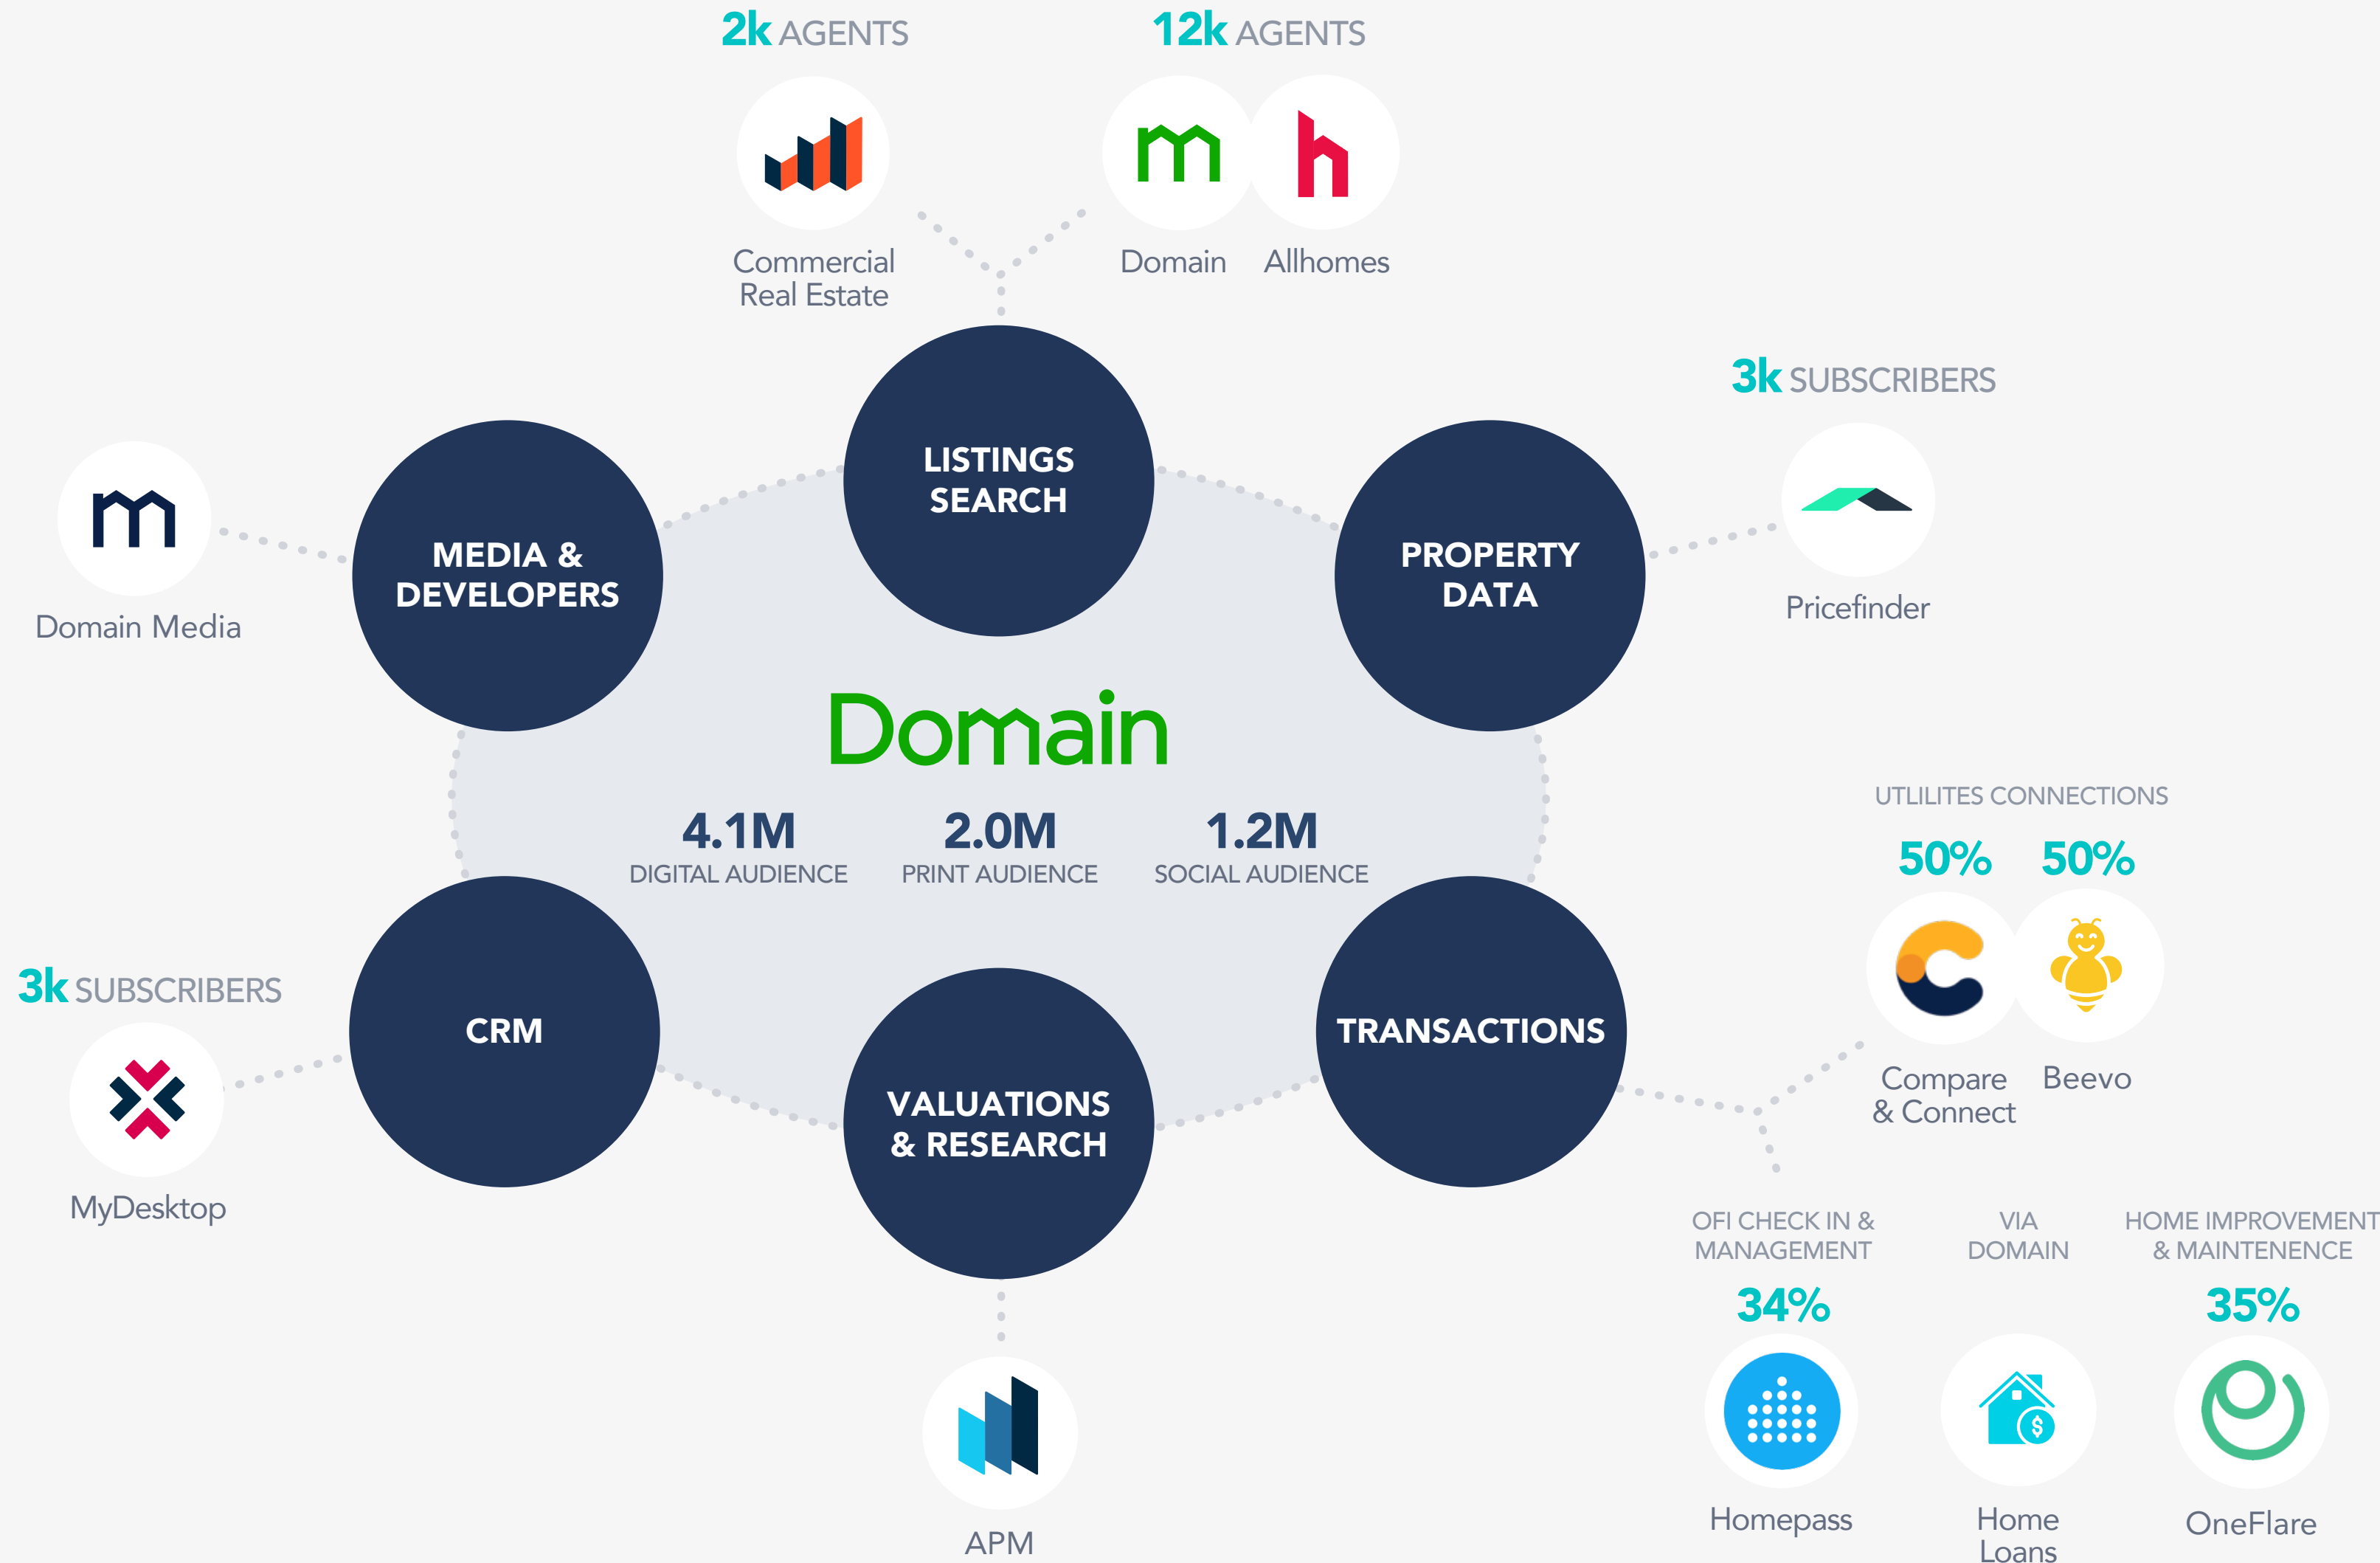 2k AGENTS
12k AGENTS
Commercial
Real Estate
Domain
Allhomes
LISTINGS
SEARCH
3k SUBSCRIBERS
Pricefinder
MEDIA &
DEVELOPERS
PROPERTY
DATA
Domain Media
Domain
4.1M
DIGITAL AUDIENCE
2.0M
PRINT AUDIENCE
1.2M
SOCIAL AUDIENCE
UTLILITES CONNECTIONS
50%
50%
Compare
& Connect
Beevo
3k SUBSCRIBERS
MyDesktop
CRM
VALUATIONS
& RESEARCH
TRANSACTIONS
APM
OFI CHECK IN &
MANAGEMENT
34%
Homepass
VIA
DOMAIN
$
Home
Loans
HOME IMPROVEMENT
& MAINTENENCE
35%
OneFlare